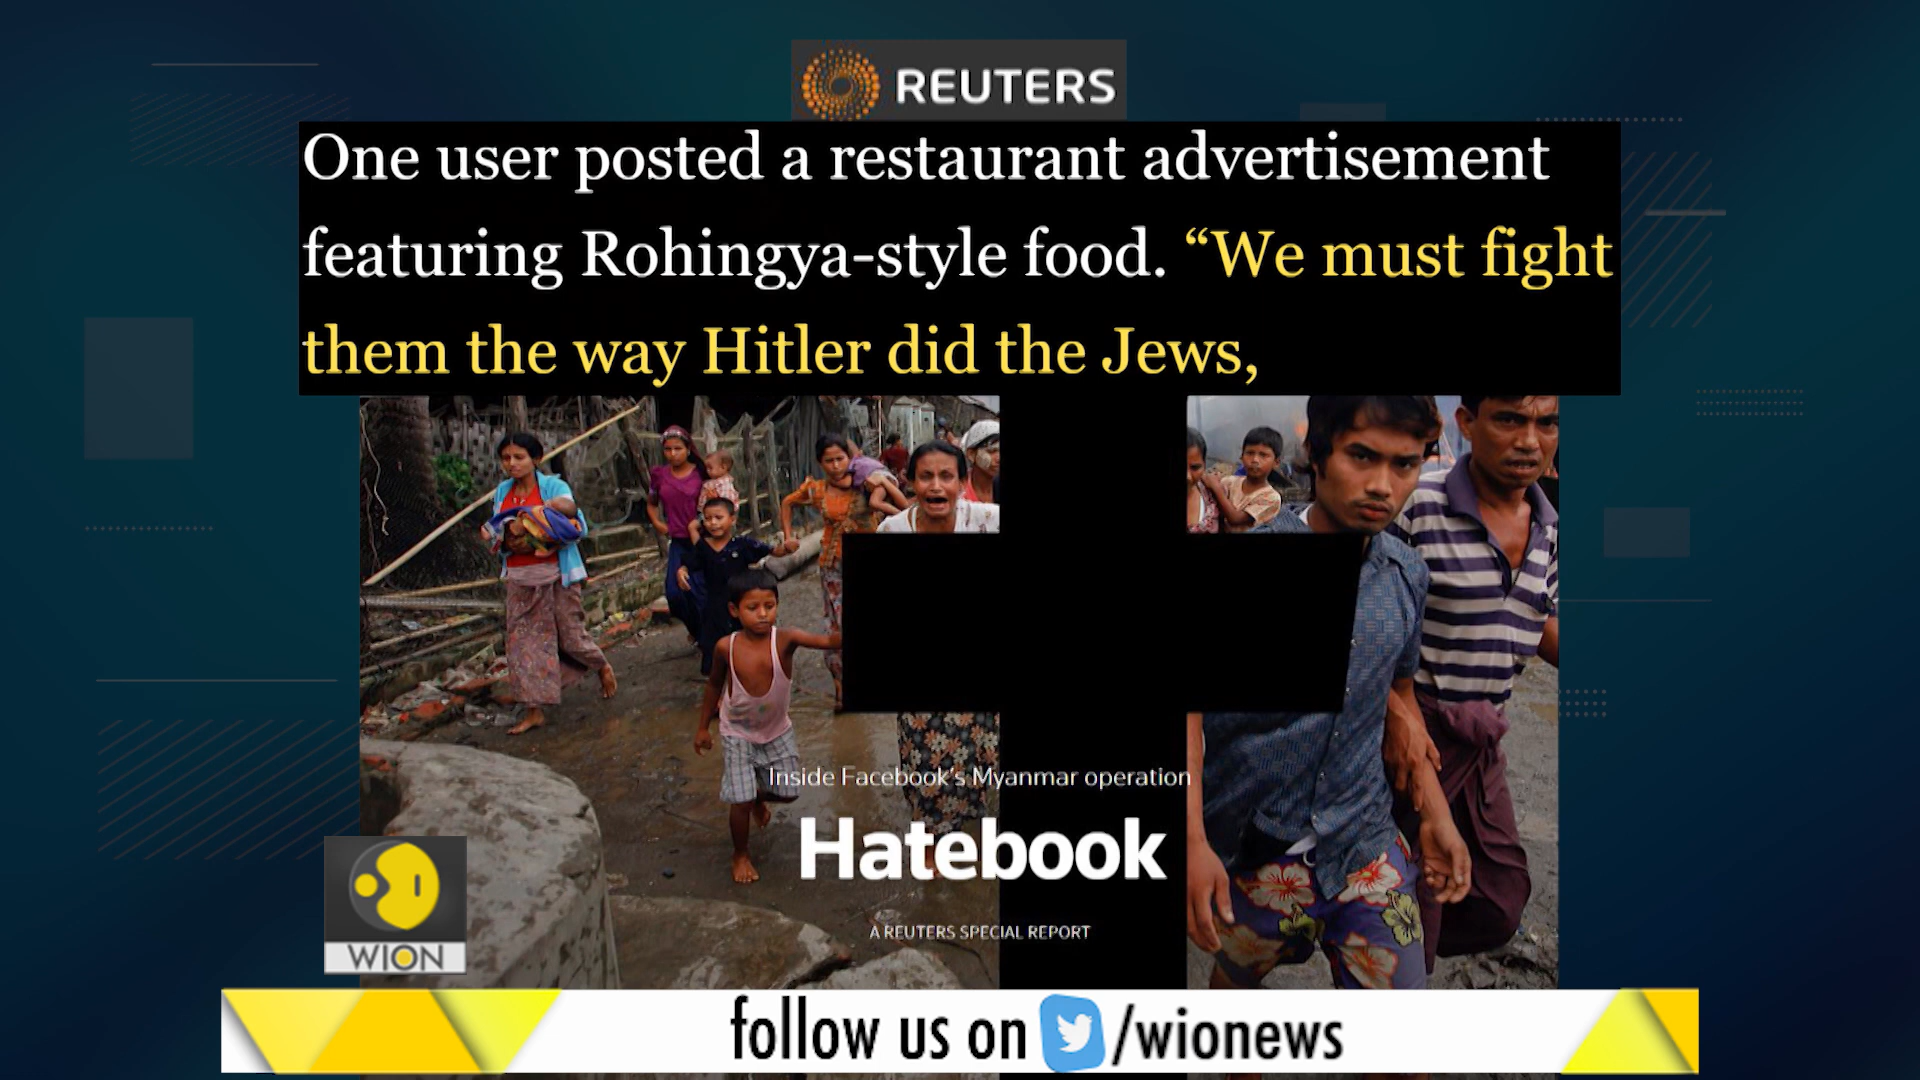 REUTERS
One user posted a restaurant advertisement
featuring Rohingya-style food. “We must fight
them the way Hitler did the Jews,
Inside Facebook's Myanmar operation
Hatebook
A REUTERS SPECIAL REPORT
WION
follow us on /wionews